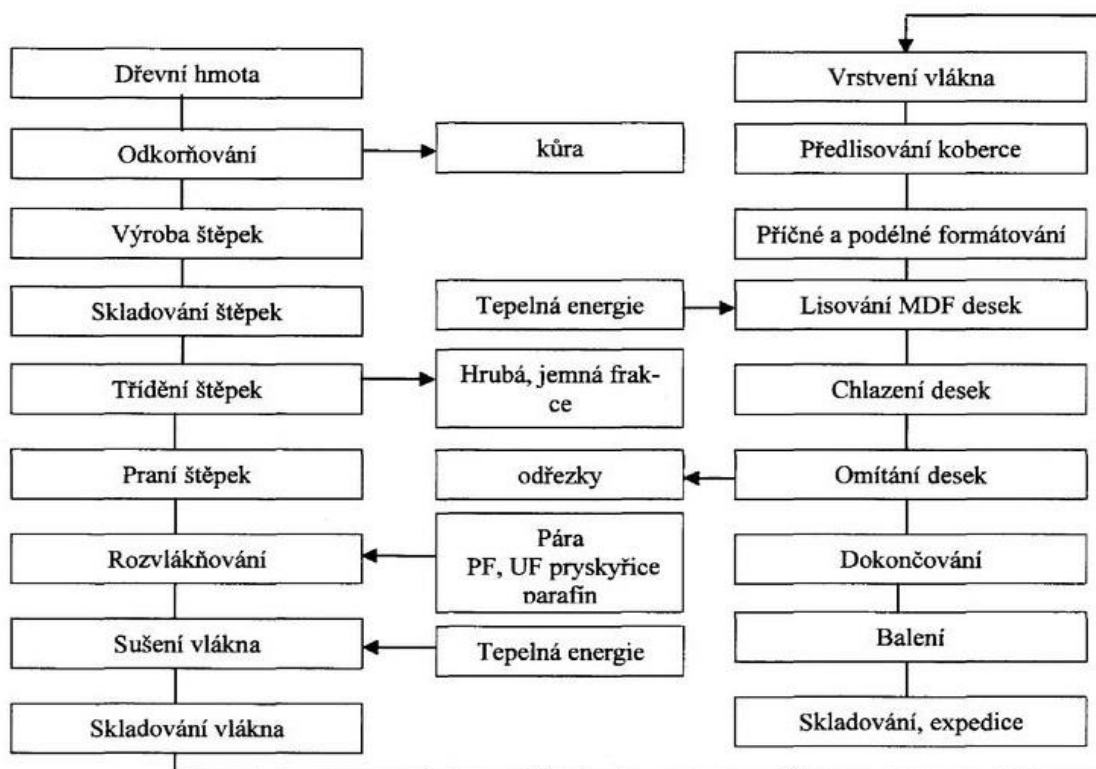 Dřevní hmota
Odkorňování
kůra
Výroba štěpek
Skladování štěpek
Třídění štěpek
Hrubá, jemná frak-
ce
Praní štěpek
Rozvlákňování
Pára
PF, UF pryskyřice
parafín
Sušení vlákna
Tepelná energie
Skladování vlákna
Vrstvení vlákna
Předlisování koberce
Příčné a podélné formátování
Tepelná energie
Lisování MDF desek
Chlazení desek
odřezky
Omítání desek
Dokončování
Balení
Skladování, expedice